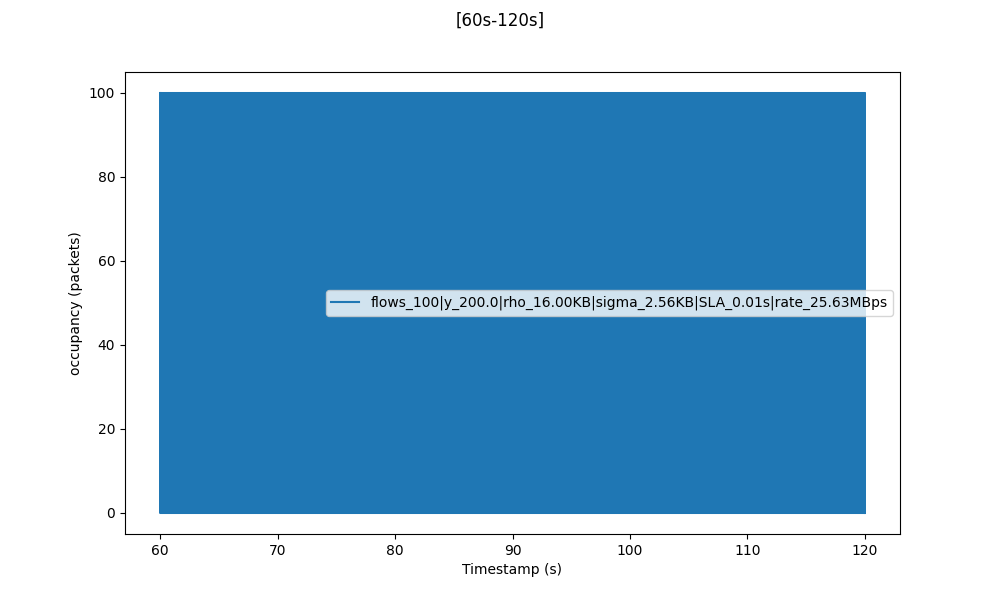 [60s-120s]
occupancy (packets)
100
80
60
40
20
0
flows_100|y_200.0|rho_16.00KB|sigma_2.56KB|SLA_0.01s|rate_25.63MBps
60 70 80 90 100 110 120
Timestamp (s)